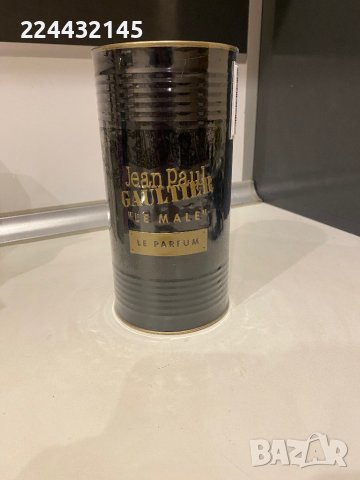 224432145
Jean Paul
GAULTIER
"LE MALE"
LE PARFUM
BAZAR